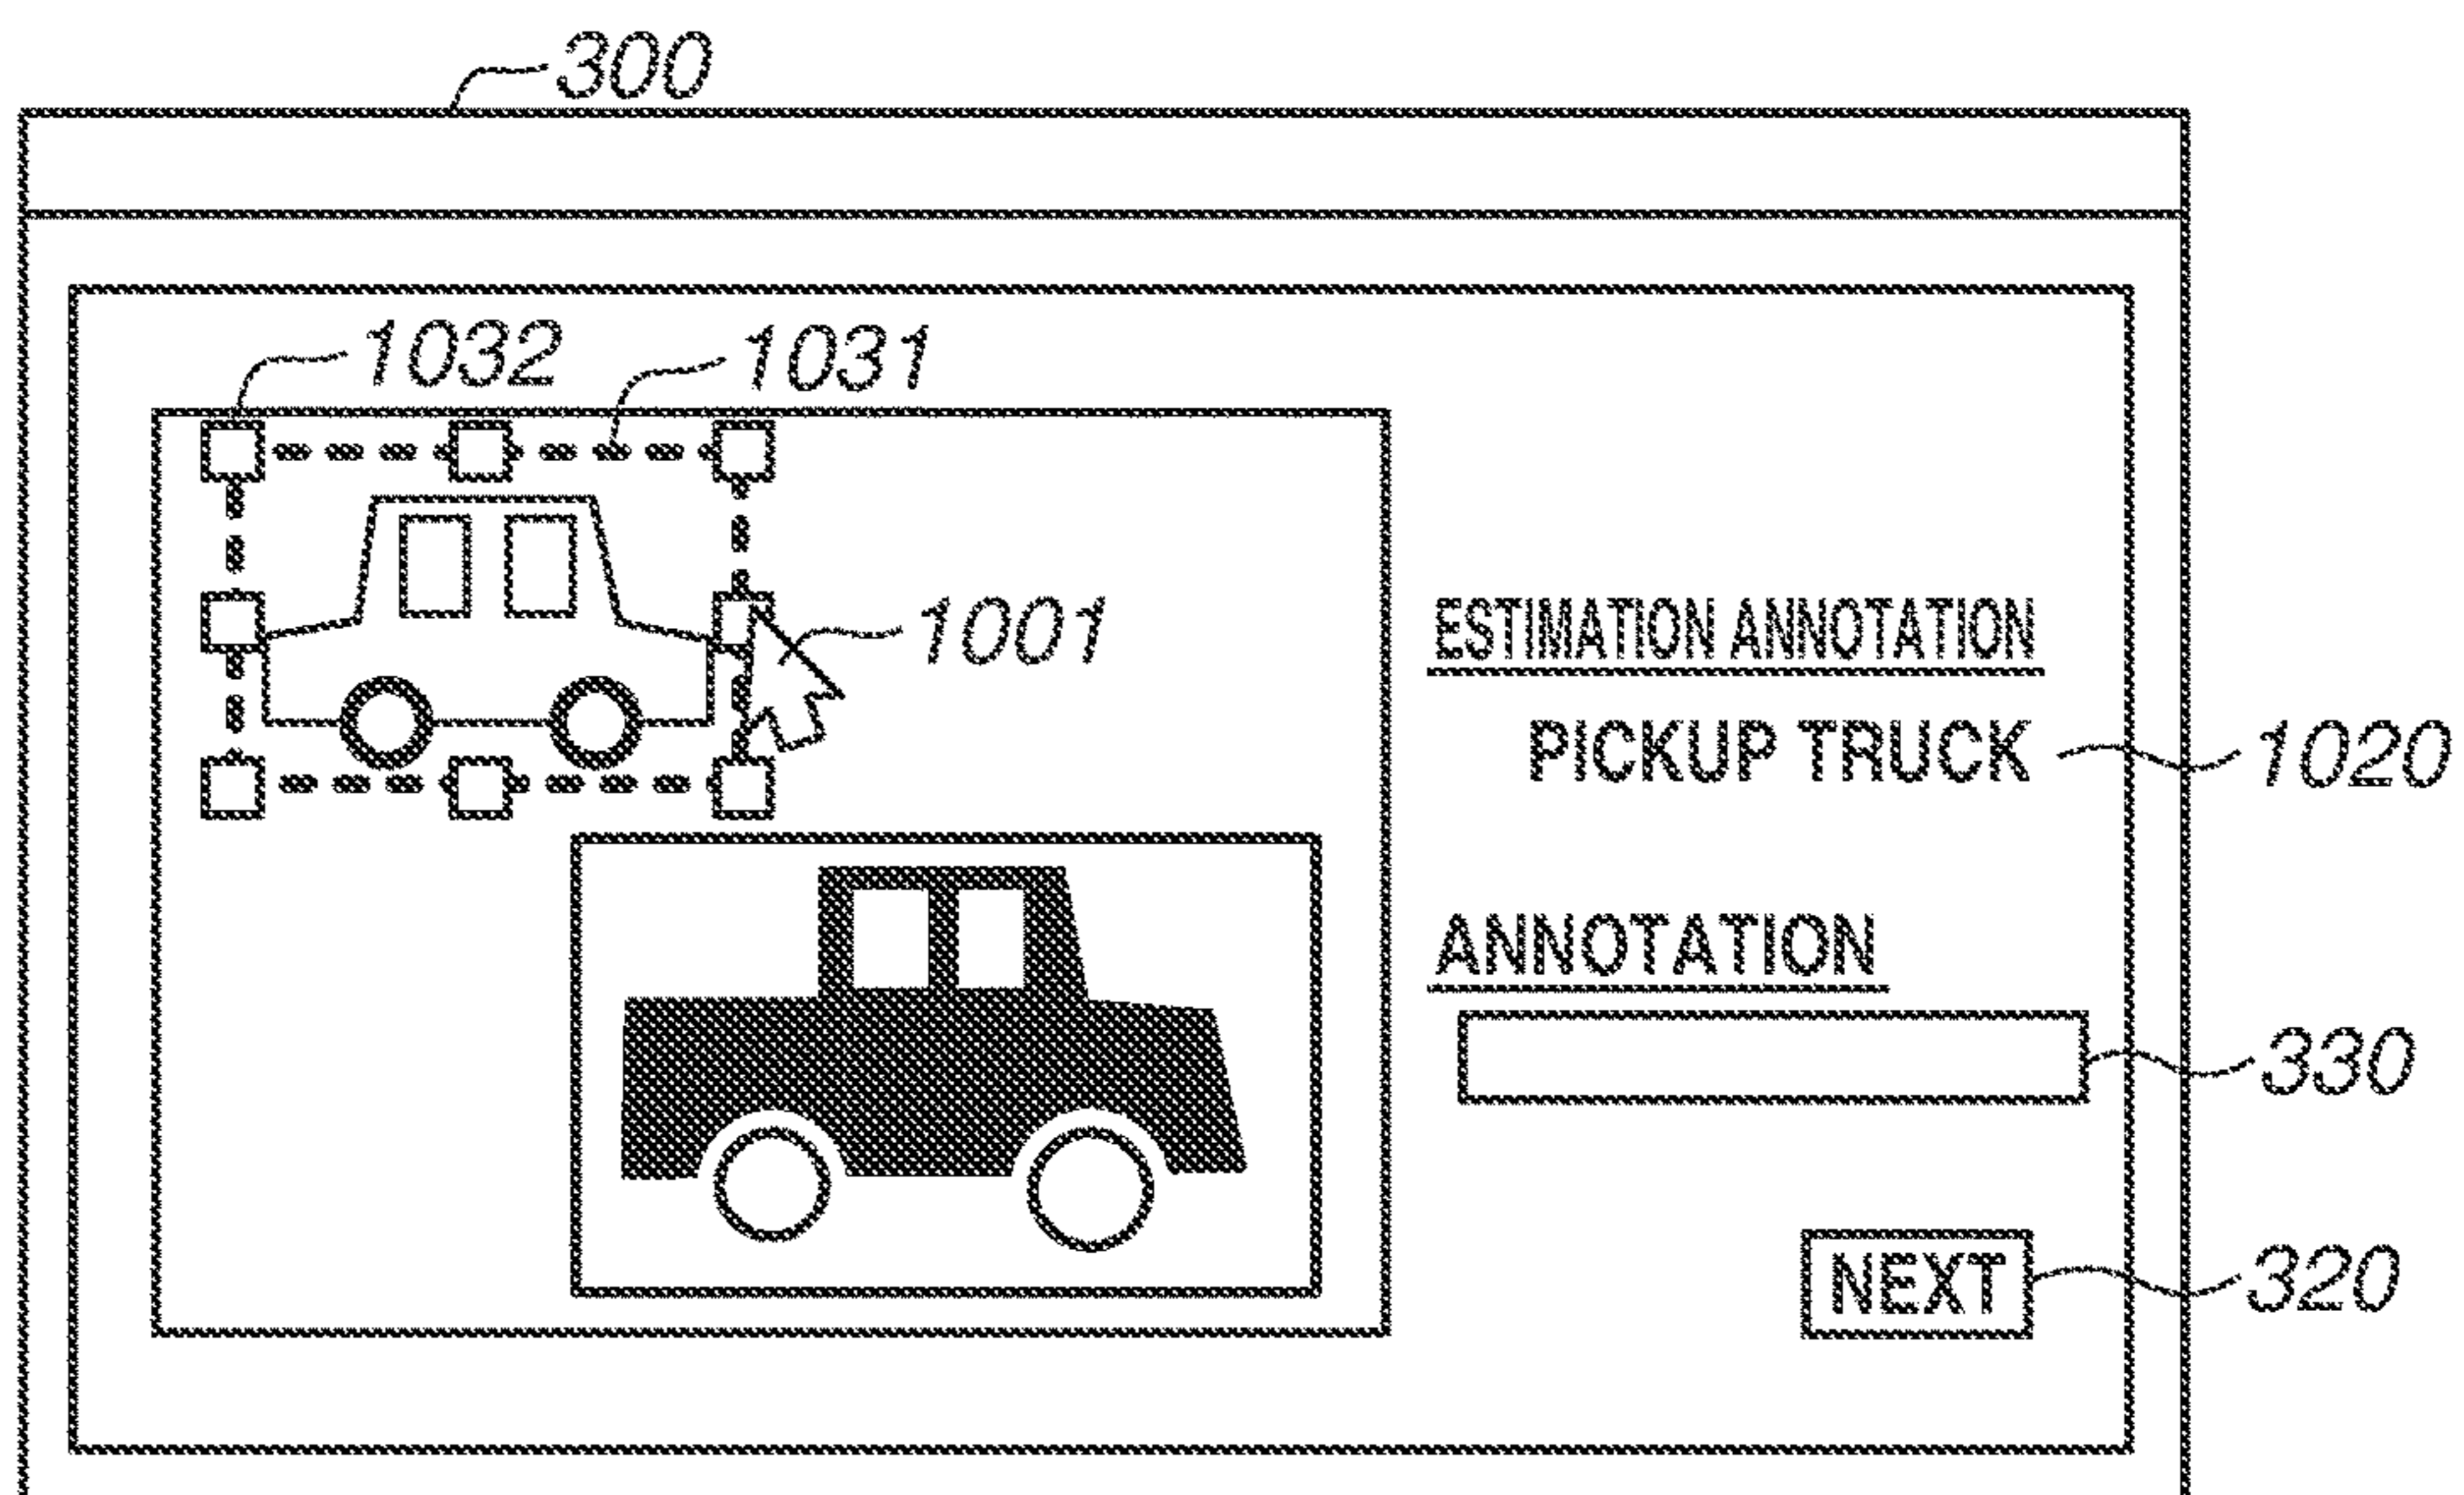 300
1032 1031
1001
ESTIMATION ANNOTATION
PICKUP TRUCK 1020
ANNOTATION
330
NEXT 320